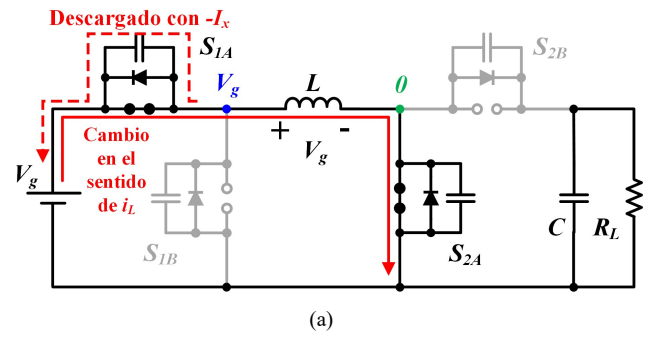 Descargado con -Ix
S1A
S2B
Vg
L
0
+ Vg -
Cambio
en el
sentido
de iL
Vg
S1B
S2A
C
RL
(a)